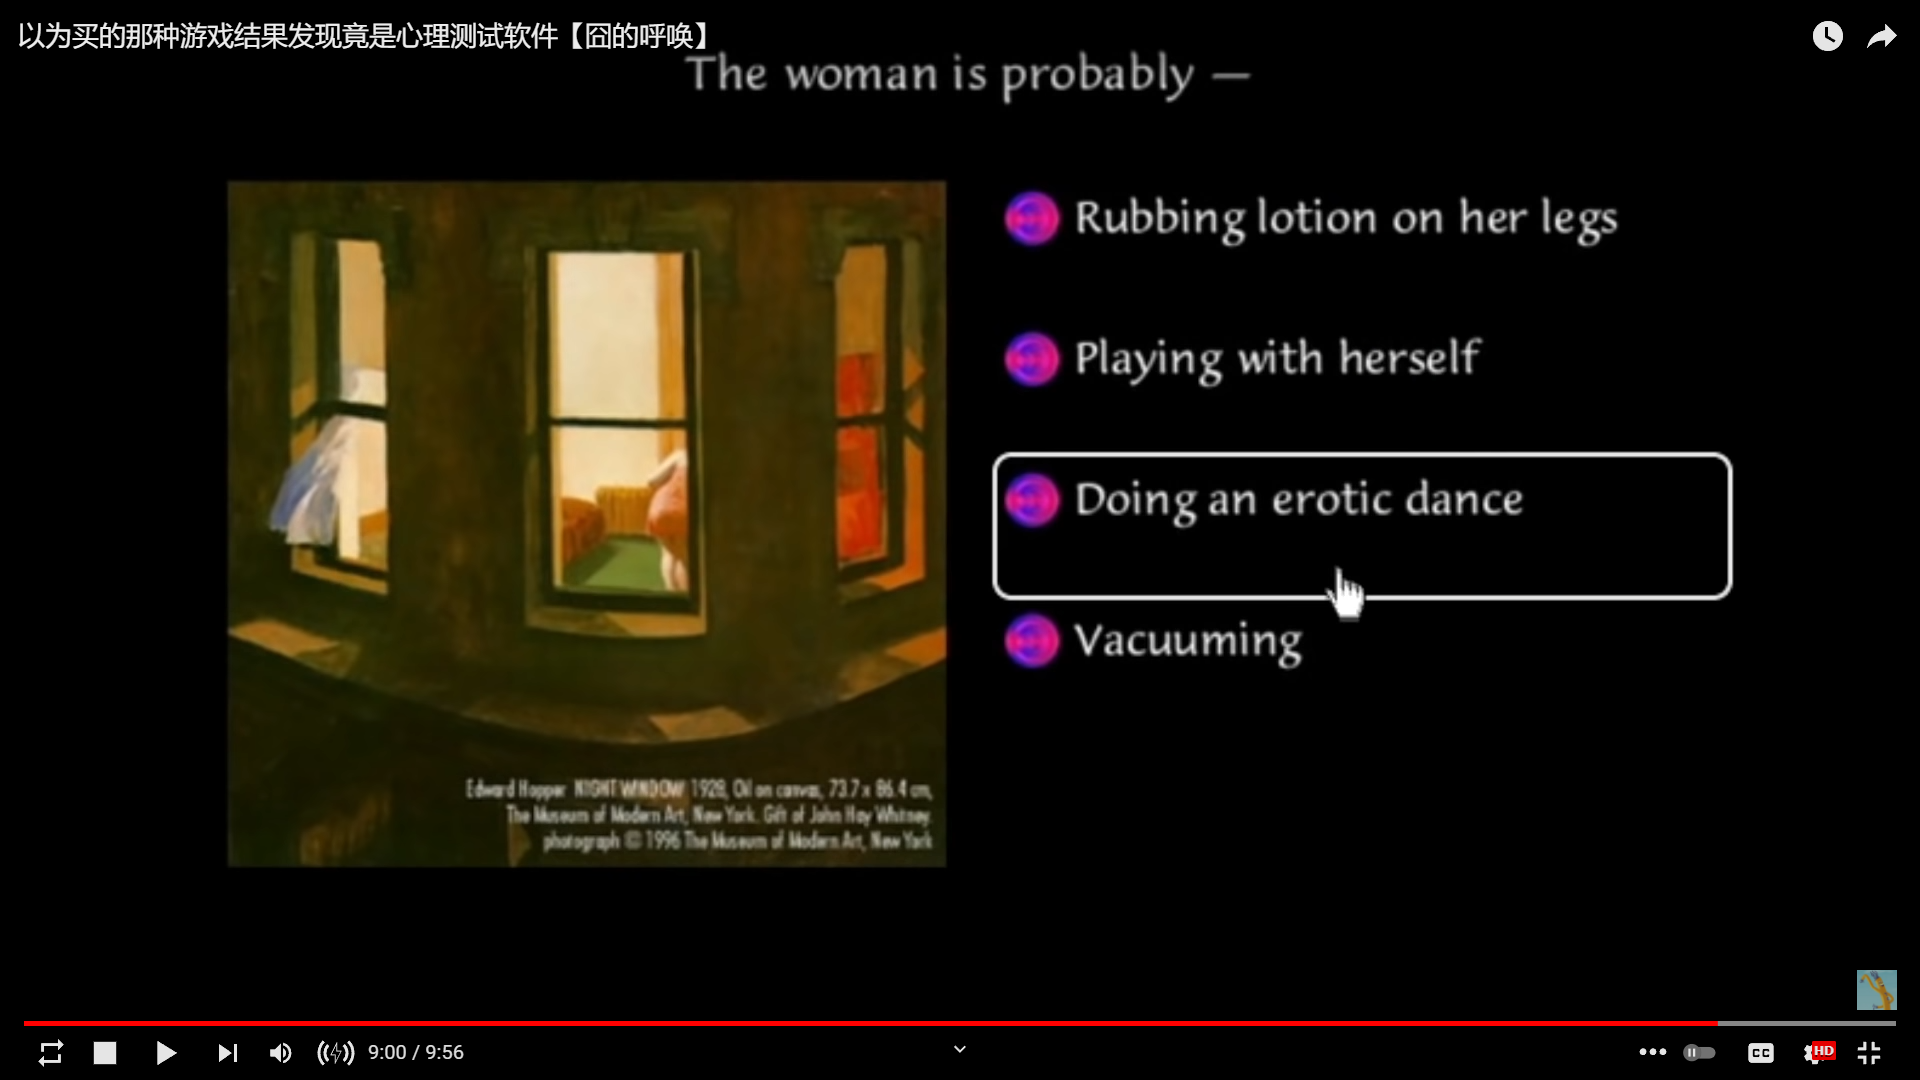 以为买的那种游戏结果发现竟是心理测试软件【囧的呼唤】
The woman is probably —
Rubbing lotion on her legs
Playing with herself
Doing an erotic dance
Vacuuming
Edward Hopper NIGHT WINDOW 1928, Oil on canvas, 73.7 x 86.4 cm,
The Museum of Modern Art, New York. Gift of John Hay Whitney.
photograph © 1996 The Museum of Modern Art, New York
9:00 / 9:56
CC
HD